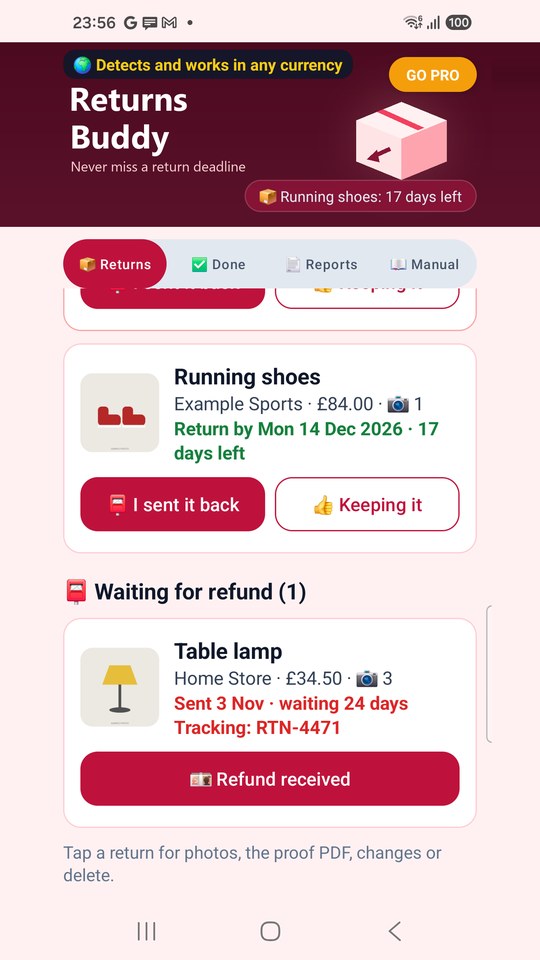 23:56
100
🌍 Detects and works in any currency
GO PRO
Returns
Buddy
Never miss a return deadline
📦 Running shoes: 17 days left
📦 Returns
✅ Done
🧾 Reports
📖 Manual
Running shoes
Example Sports · £84.00 · 📷 1
Return by Mon 14 Dec 2026 · 17
days left
📮 I sent it back
👍 Keeping it
📮 Waiting for refund (1)
Table lamp
Home Store · £34.50 · 📷 3
Sent 3 Nov · waiting 24 days
Tracking: RTN-4471
💷 Refund received
Tap a return for photos, the proof PDF, changes or
delete.